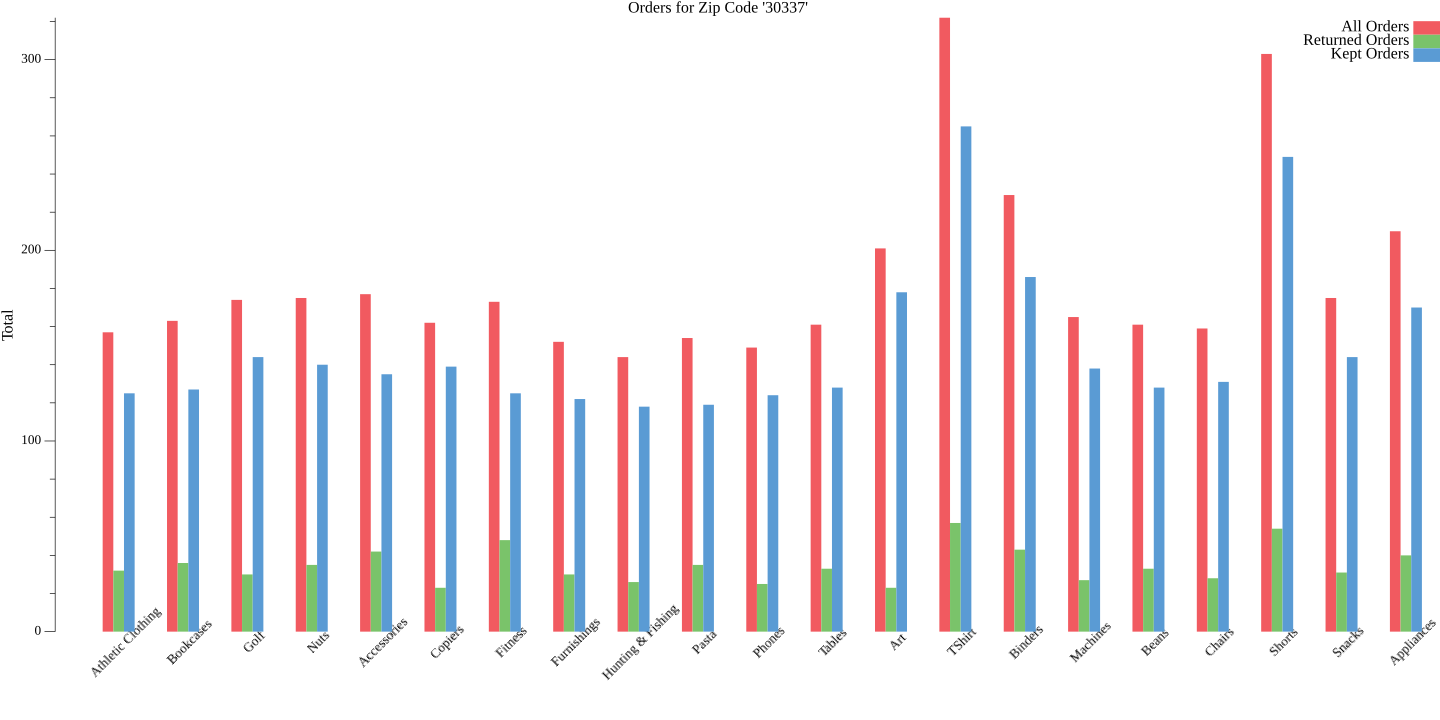 Orders for Zip Code '30337'
All Orders
Returned Orders
Kept Orders
Total
300
200
100
0
Athletic Clothing
Bookcases
Golf
Nuts
Accessories
Copiers
Fitness
Furnishings
Hunting & Fishing
Pasta
Phones
Tables
Art
TShirt
Binders
Machines
Beans
Chairs
Shorts
Snacks
Appliances